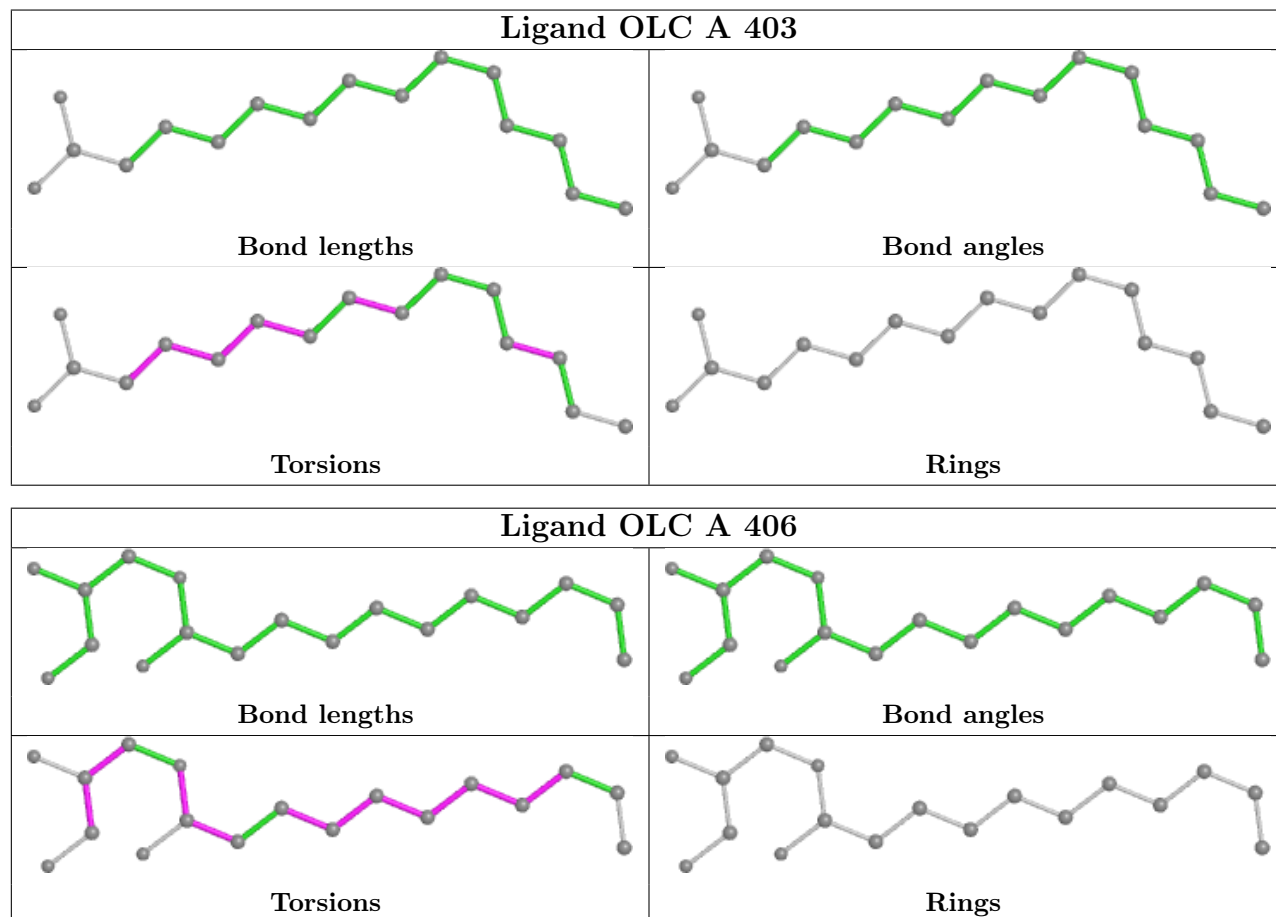 Ligand OLC A 403
Bond lengths
Bond angles
Torsions
Rings
Ligand OLC A 406
Bond lengths
Bond angles
Torsions
Rings